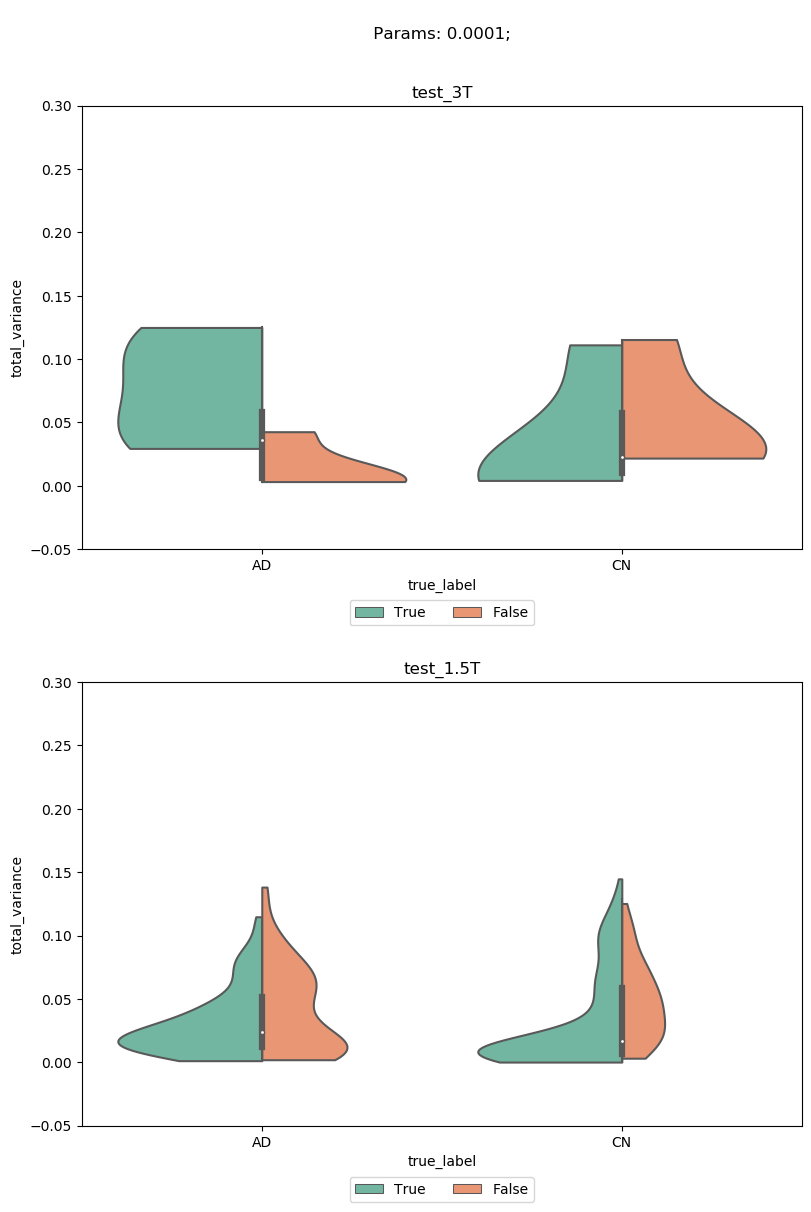 Params: 0.0001;
test_3T
0.30
0.25
0.20
0.15
0.10
0.05
0.00
−0.05
total_variance
AD CN
true_label
True False
test_1.5T
0.30
0.25
0.20
0.15
0.10
0.05
0.00
−0.05
total_variance
AD CN
true_label
True False